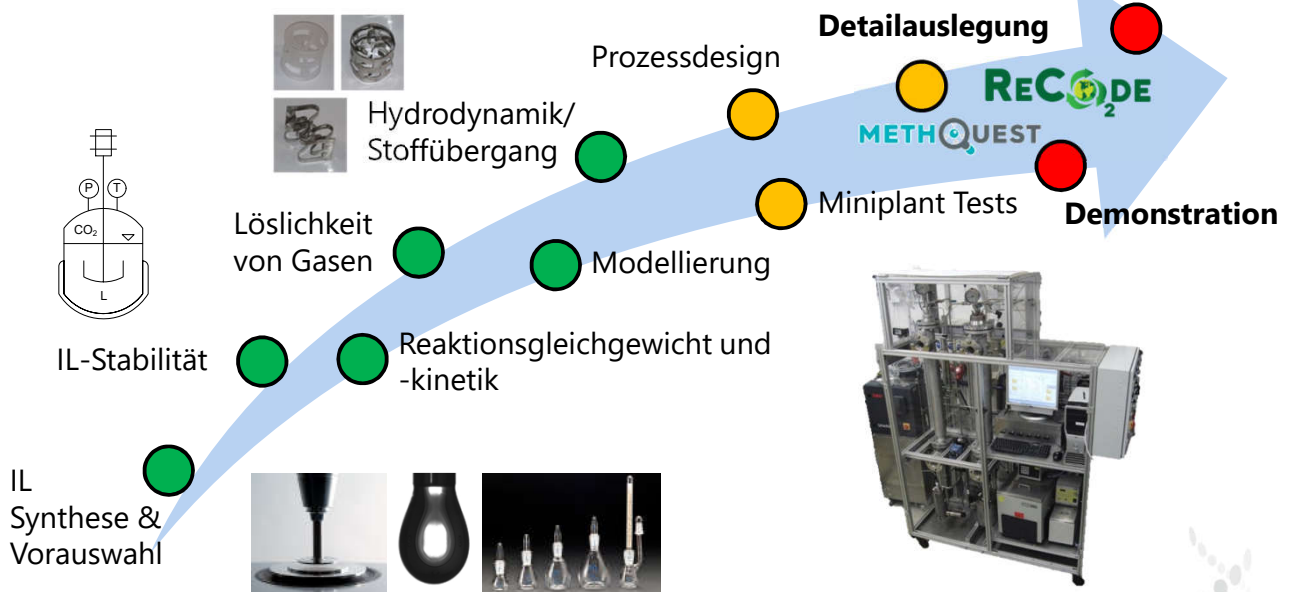 Detailauslegung
Prozessdesign
RECO2DE
METHQUEST
Hydrodynamik/
Stoffübergang
Miniplant Tests
Demonstration
P
T
CO2
L
Löslichkeit
von Gasen
Modellierung
IL-Stabilität
Reaktionsgleichgewicht und
-kinetik
IL
Synthese &
Vorauswahl